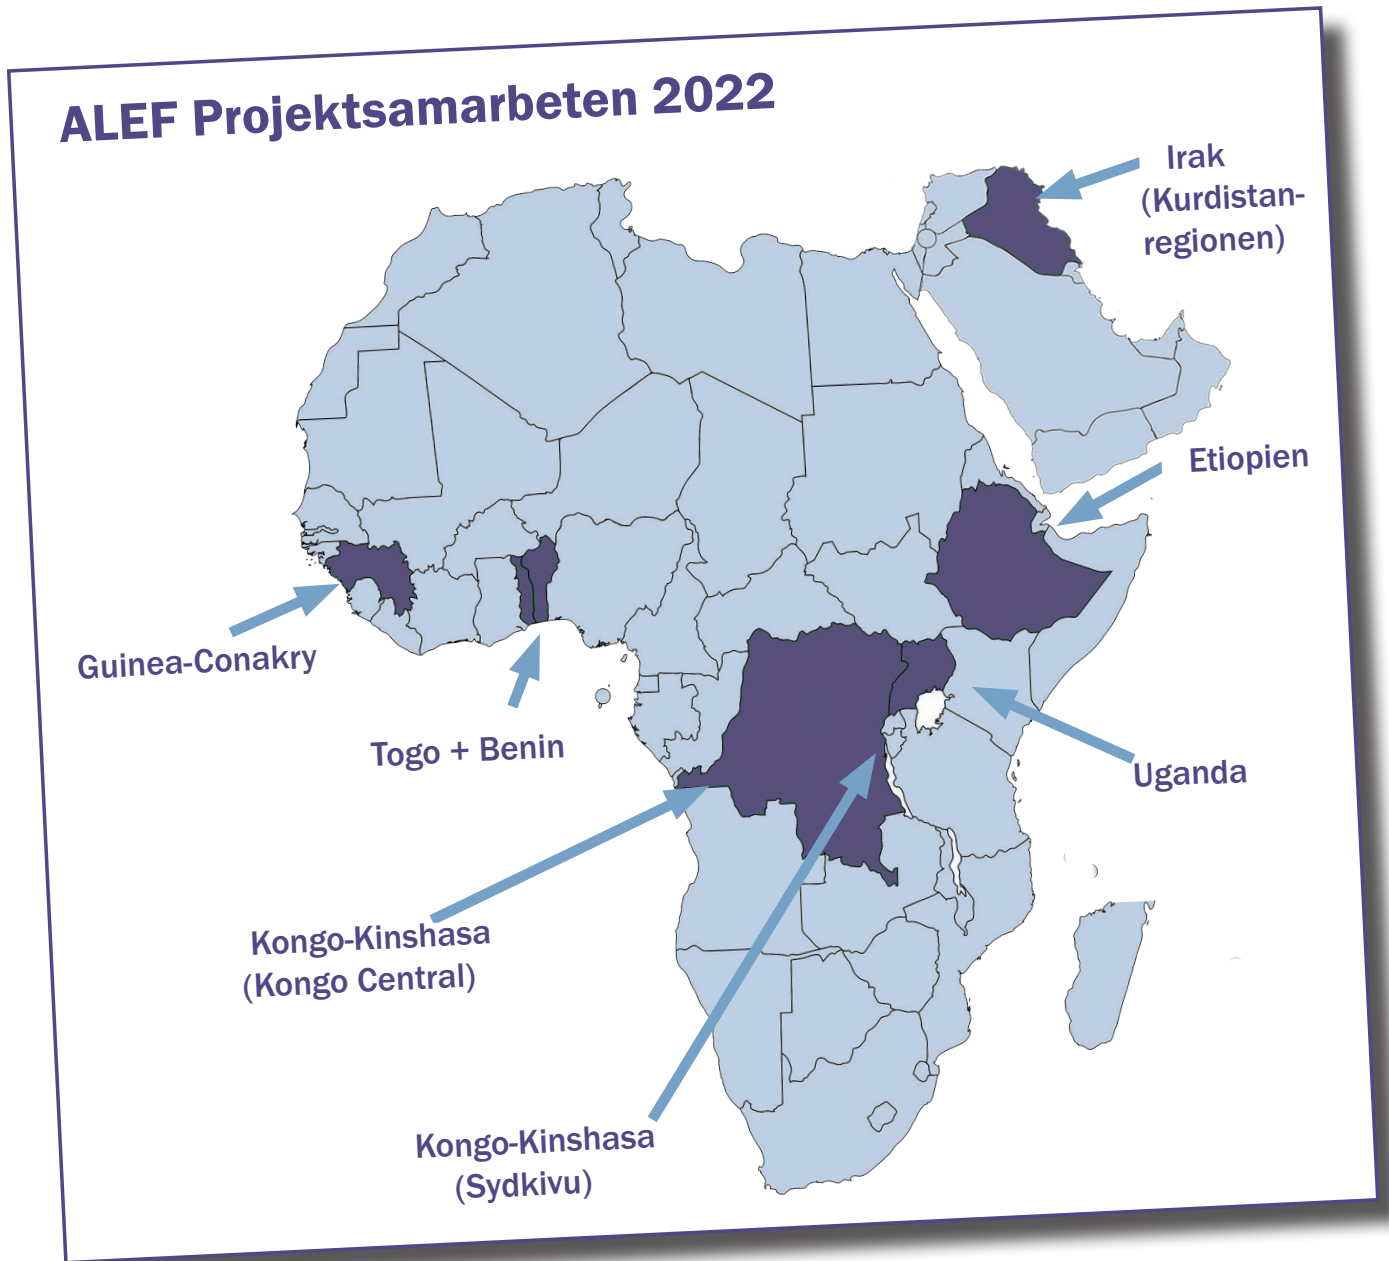 ALEF Projektsamarbeten 2022
Irak
(Kurdistan-
regionen)
Etiopien
Guinea-Conakry
Togo + Benin
Uganda
Kongo-Kinshasa
(Kongo Central)
Kongo-Kinshasa
(Sydkivu)